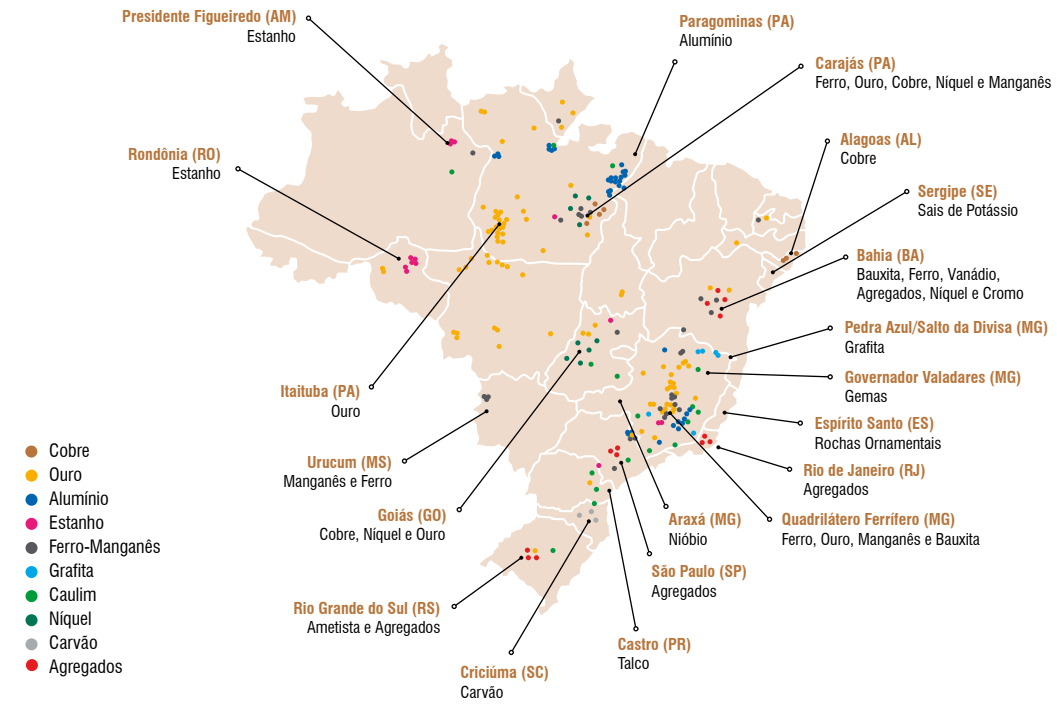 Presidente Figueiredo (AM)
Estanho
Paragominas (PA)
Alumínio
Carajás (PA)
Ferro, Ouro, Cobre, Níquel e Manganês
Rondônia (RO)
Estanho
Alagoas (AL)
Cobre
Sergipe (SE)
Sais de Potássio
Bahia (BA)
Bauxita, Ferro, Vanádio,
Agregados, Níquel e Cromo
Pedra Azul/Salto da Divisa (MG)
Grafita
Governador Valadares (MG)
Gemas
Itaituba (PA)
Ouro
Espírito Santo (ES)
Rochas Ornamentais
Urucum (MS)
Manganês e Ferro
Rio de Janeiro (RJ)
Agregados
Goiás (GO)
Cobre, Níquel e Ouro
Araxá (MG)
Nióbio
Quadrilátero Ferrífero (MG)
Ferro, Ouro, Manganês e Bauxita
São Paulo (SP)
Agregados
Rio Grande do Sul (RS)
Ametista e Agregados
Castro (PR)
Talco
Criciúma (SC)
Carvão
Cobre
Ouro
Alumínio
Estanho
Ferro-Manganês
Grafita
Caulim
Níquel
Carvão
Agregados